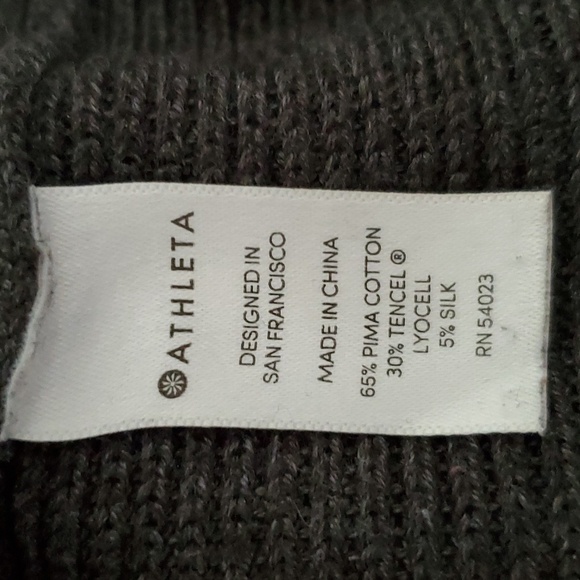 ATHLETA
DESIGNED IN
SAN FRANCISCO
MADE IN CHINA
65% PIMA COTTON
30% TENCEL ®
LYOCELL
5% SILK
RN 54023